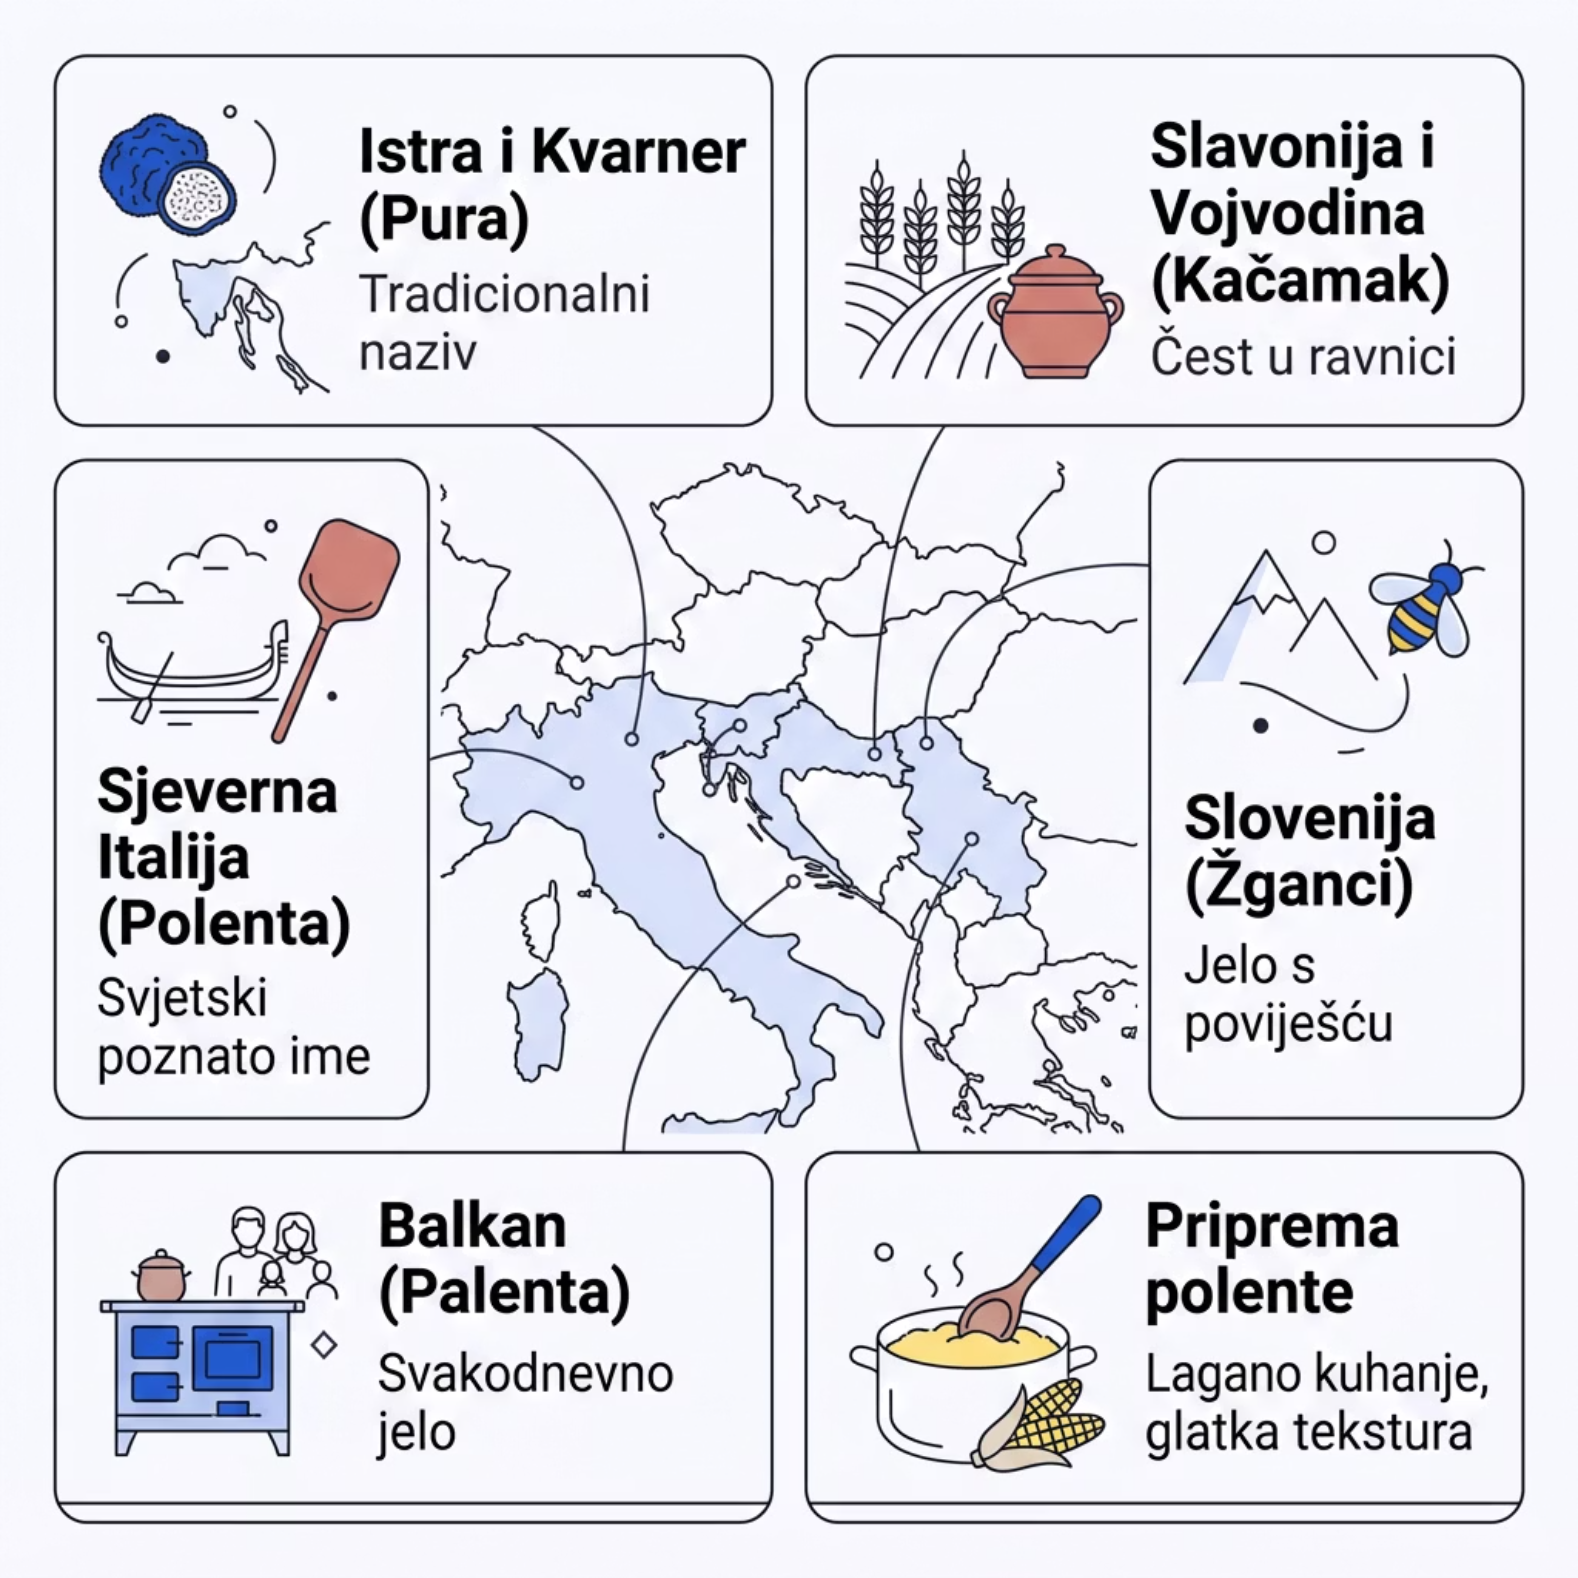 Istra i Kvarner
(Pura)
Tradicionalni
naziv
Slavonija i
Vojvodina
(Kačamak)
Čest u ravnici
Sjeverna
Italija
(Polenta)
Svjetski
poznato ime
Slovenija
(Žganci)
Jelo s
poviješću
Balkan
(Palenta)
Svakodnevno
jelo
Priprema
polente
Lagano kuhanje,
glatka tekstura